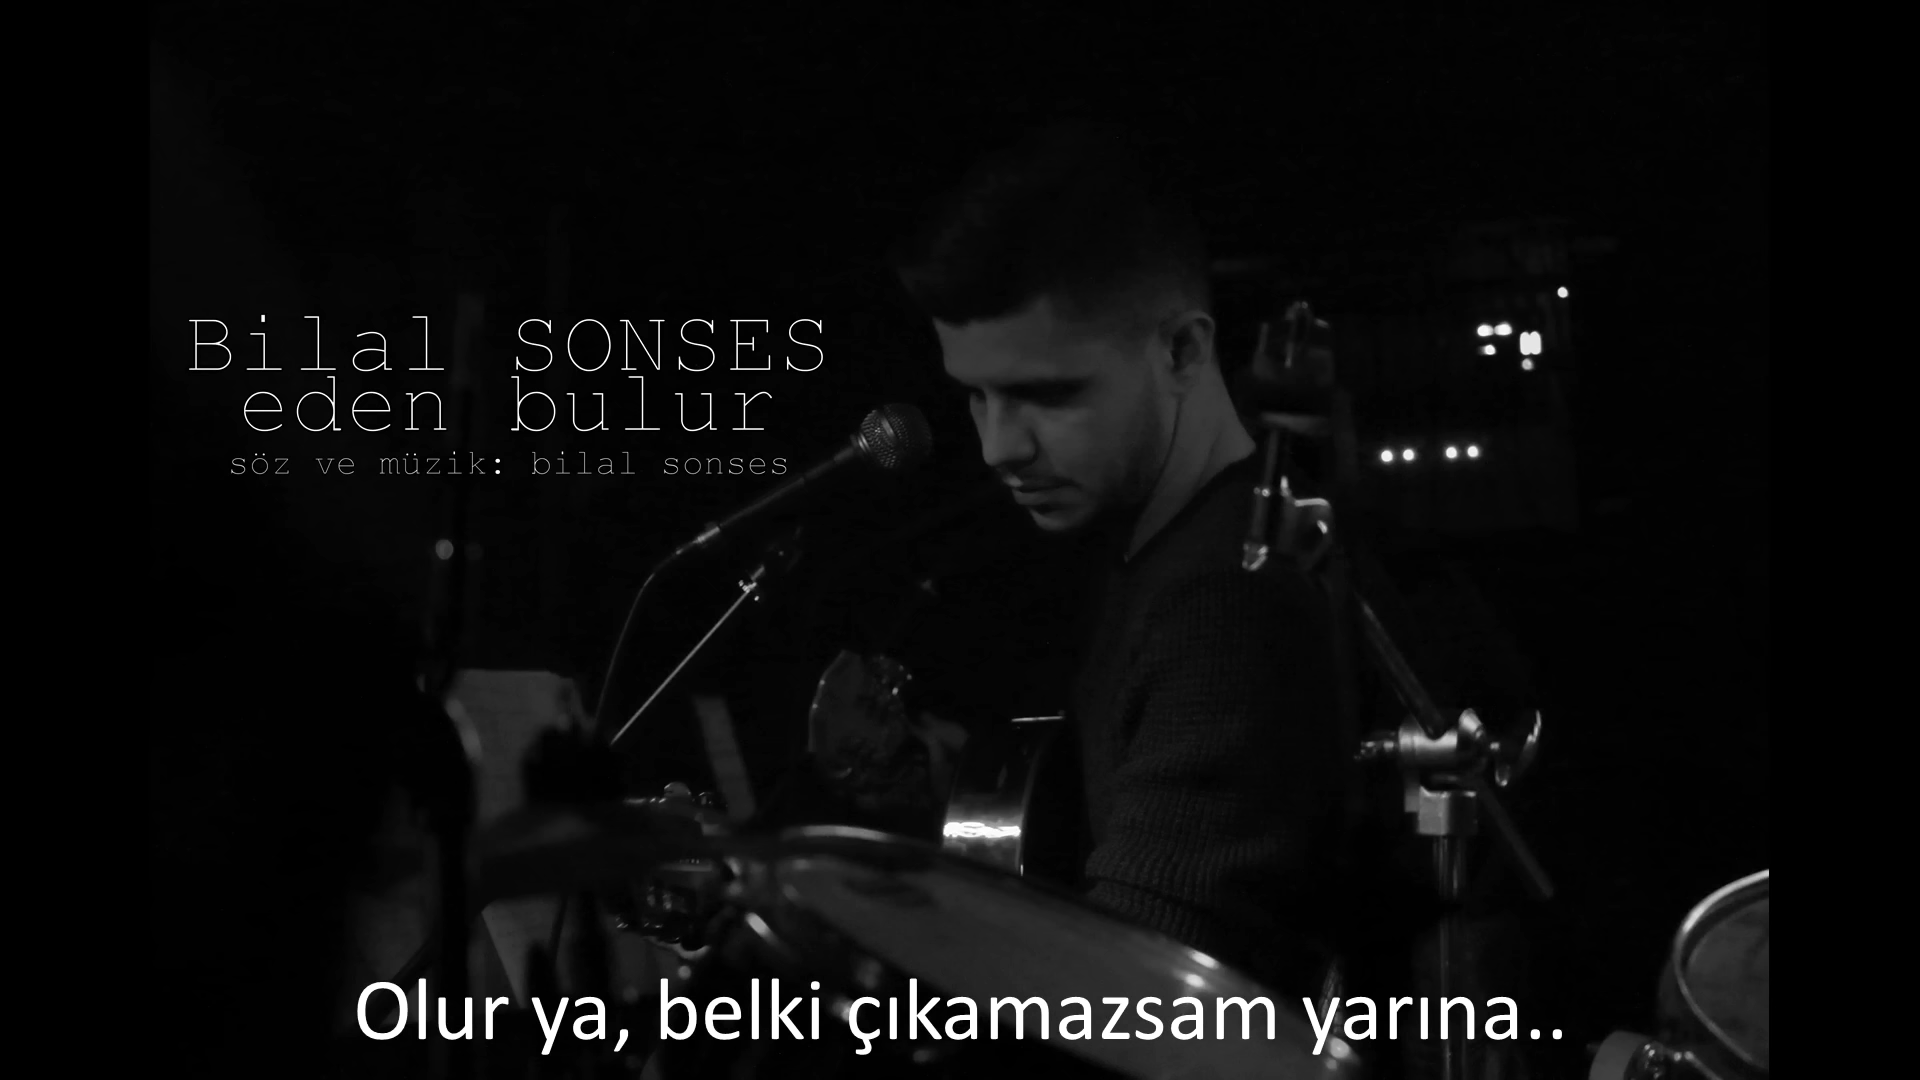 Bilal SONSES
eden bulur
söz ve müzik: bilal sonses
Olur ya, belki çıkamazsam yarına..